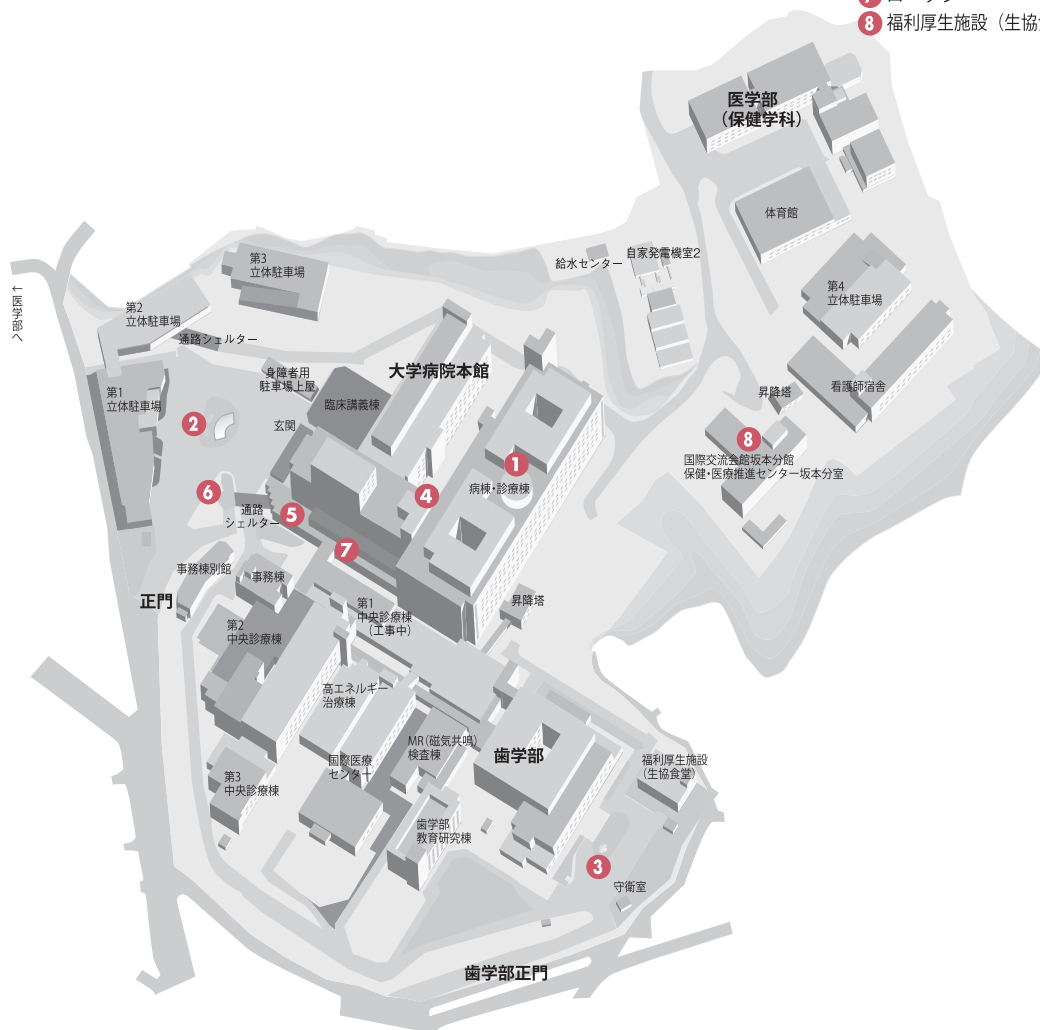 8 福利厚生施設（生協
医学部
（保健学科）
体育館
自家発電機室2
給水センター
第3
立体駐車場
第4
立体駐車場
←医学部へ
第2
立体駐車場
通路シェルター
大学病院本館
身障者用
駐車場上屋
第1
立体駐車場
臨床講義棟
看護師宿舎
昇降塔
2
玄関
8
国際交流会館坂本分館
保健・医療推進センター坂本分室
1
病棟・診療棟
4
6
通路
シェルター
5
7
事務棟別館
事務棟
正門
第1
中央診療棟
（工事中）
昇降塔
第2
中央診療棟
高エネルギー
治療棟
MR（磁気共鳴）
検査棟
歯学部
国際医療
センター
福利厚生施設
（生協食堂）
第3
中央診療棟
歯学部
教育研究棟
3
守衛室
歯学部正門